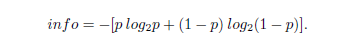 info = −[p log₂p + (1 − p) log₂(1 − p)].